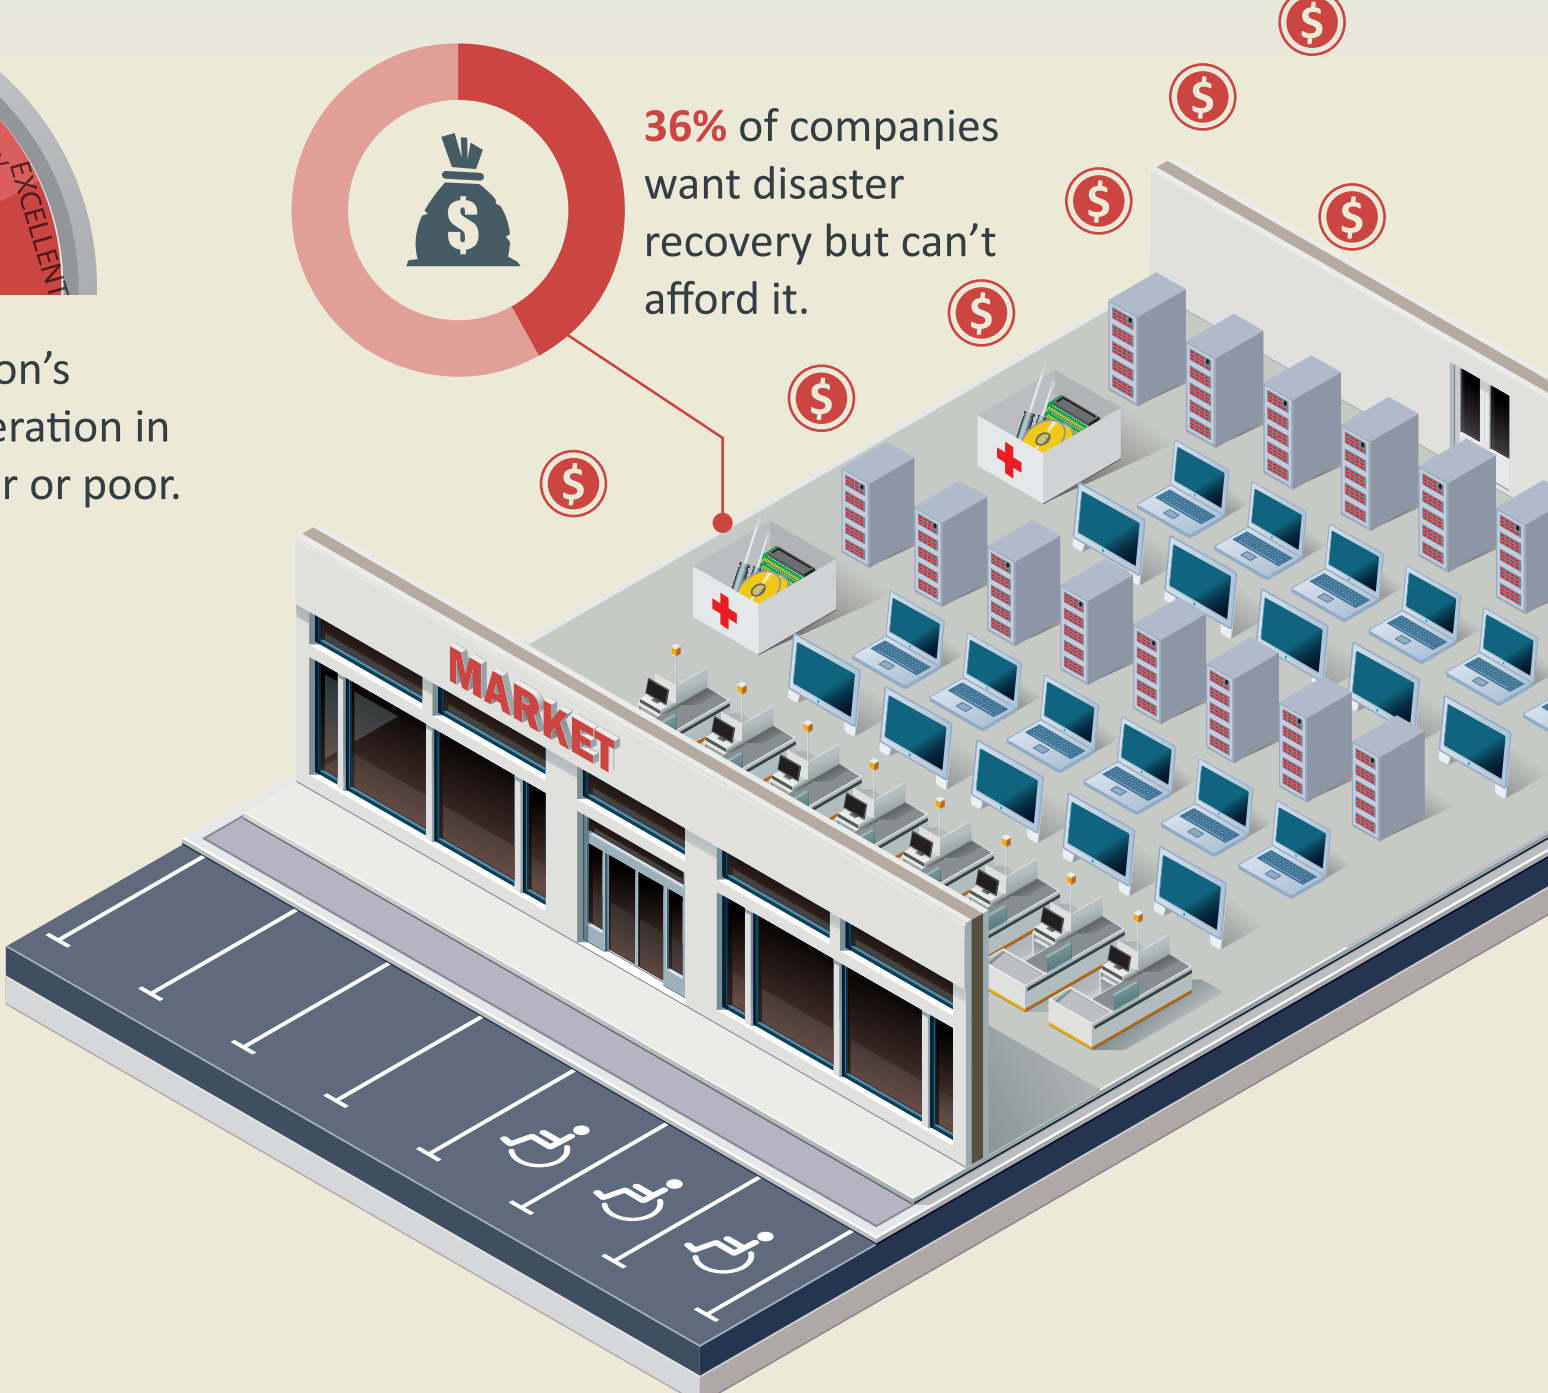 EXCELLENT
36% of companies
want disaster
recovery but can't
afford it.
on's
eration in
r or poor.
MARKET